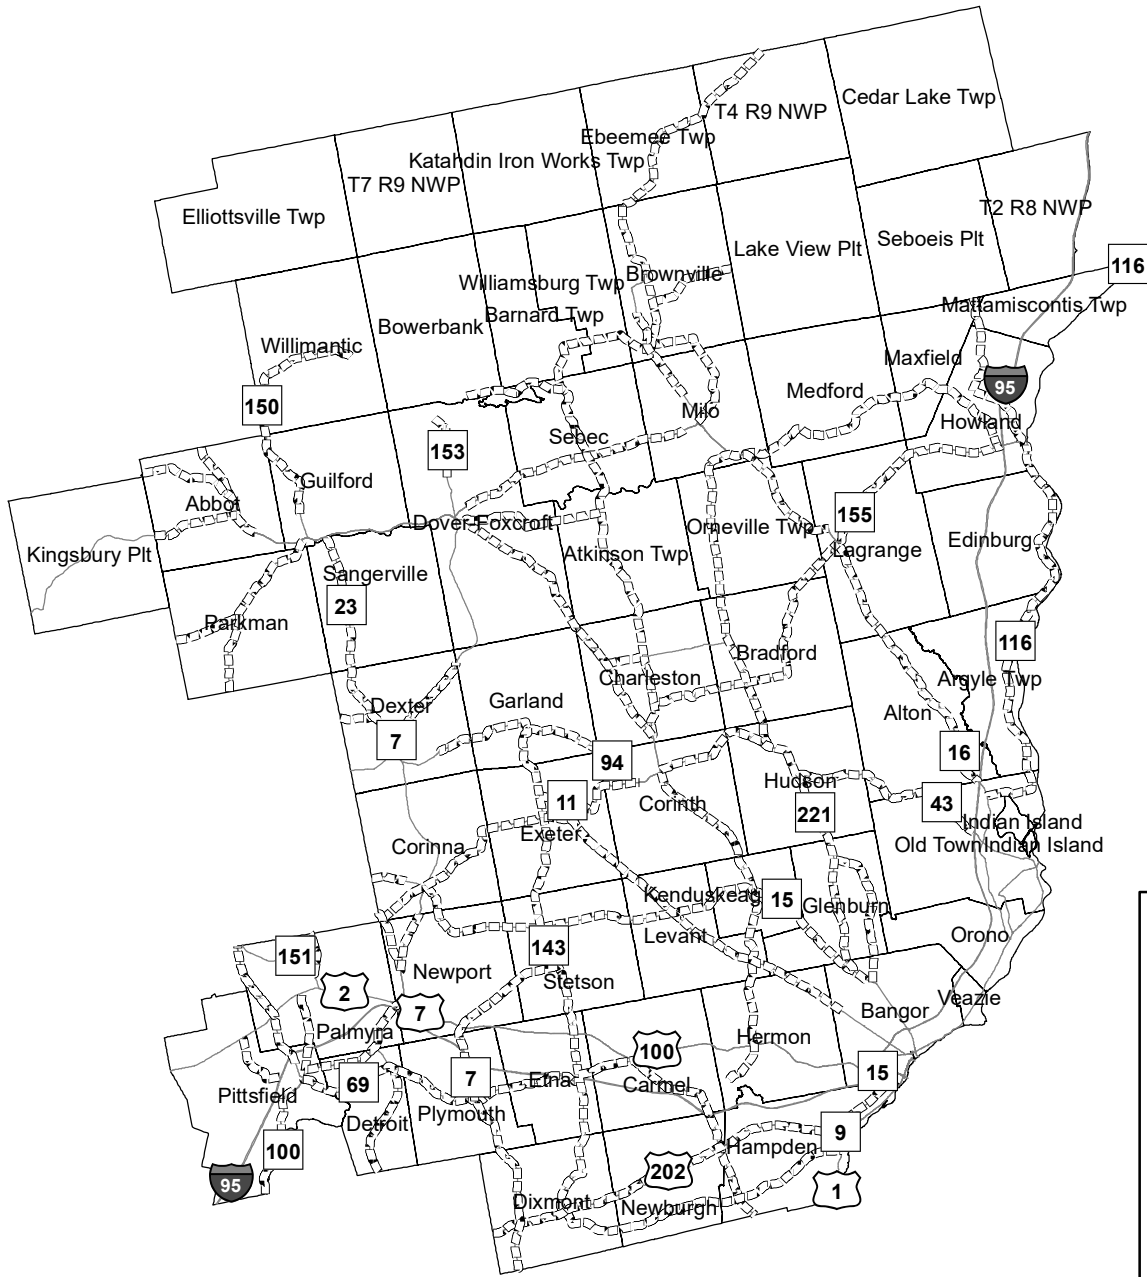 Cedar Lake Twp
T4 R9 NWP
Ebeemee Twp
Katahdin Iron Works Twp
T7 R9 NWP
Elliottsville Twp
T2 R8 NWP
Seboeis Plt
Lake View Plt
116
Brownville
Williamsburg Twp
Mattamiscontis Twp
Barnard Twp
Bowerbank
Willimantic
Maxfield
95
Medford
150
Milo
Howland
Sebec
153
Guilford
Abbot
155
Dover-Foxcroft
Orneville Twp
Edinburg
Kingsbury Plt
Atkinson Twp
Lagrange
Sangerville
23
Parkman
116
Bradford
Charleston
Argyle Twp
Garland
Dexter
Alton
7
16
94
Hudson
11
Corinth
43
221
Indian Island
Exeter
Corinna
Old Town
Indian Island
Kenduskeag
15
Glenburn
Levant
Orono
143
151
Newport
Stetson
2
Veazie
7
Bangor
Palmyra
Hermon
100
15
7
Etna
69
Carmel
Pittsfield
Plymouth
Detroit
9
Hampden
100
202
95
1
Dixmont
Newburgh